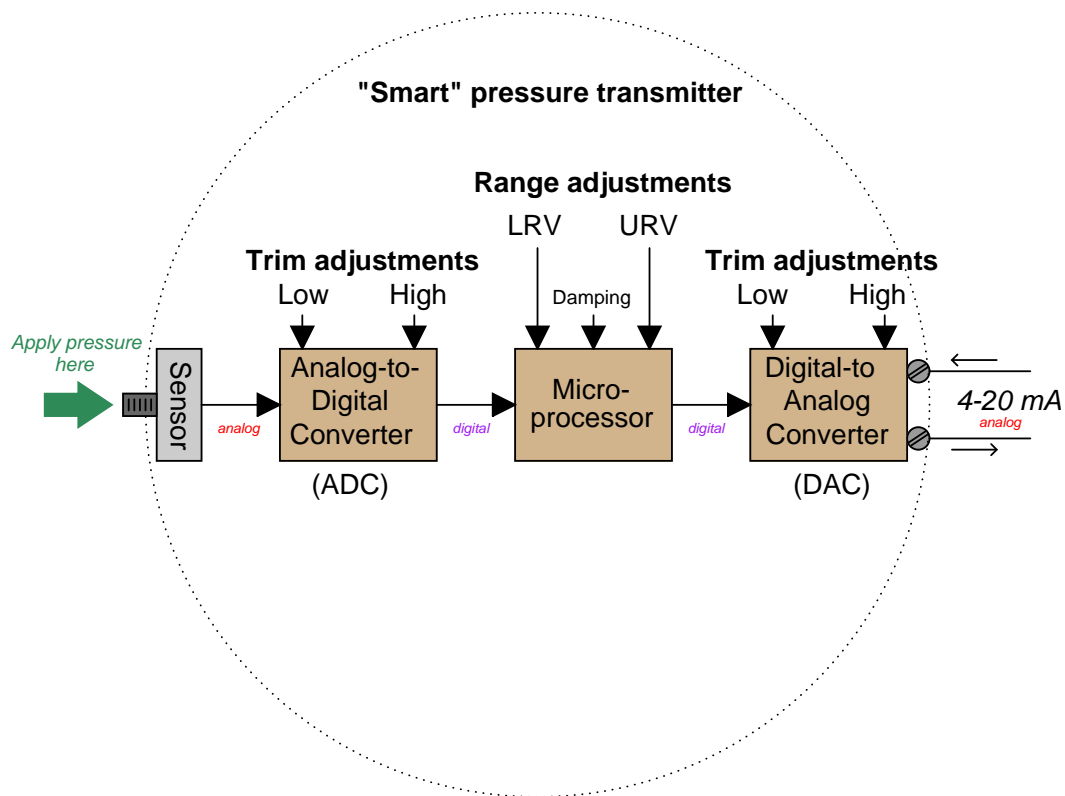 "Smart" pressure transmitter
Range adjustments
LRV URV
Trim adjustments
Low High
Damping
Trim adjustments
Low High
Apply pressure
here
Sensor
analog
Analog-to-
Digital
Converter
(ADC)
digital
Micro-
processor
digital
Digital-to
Analog
Converter
(DAC)
4-20 mA
analog